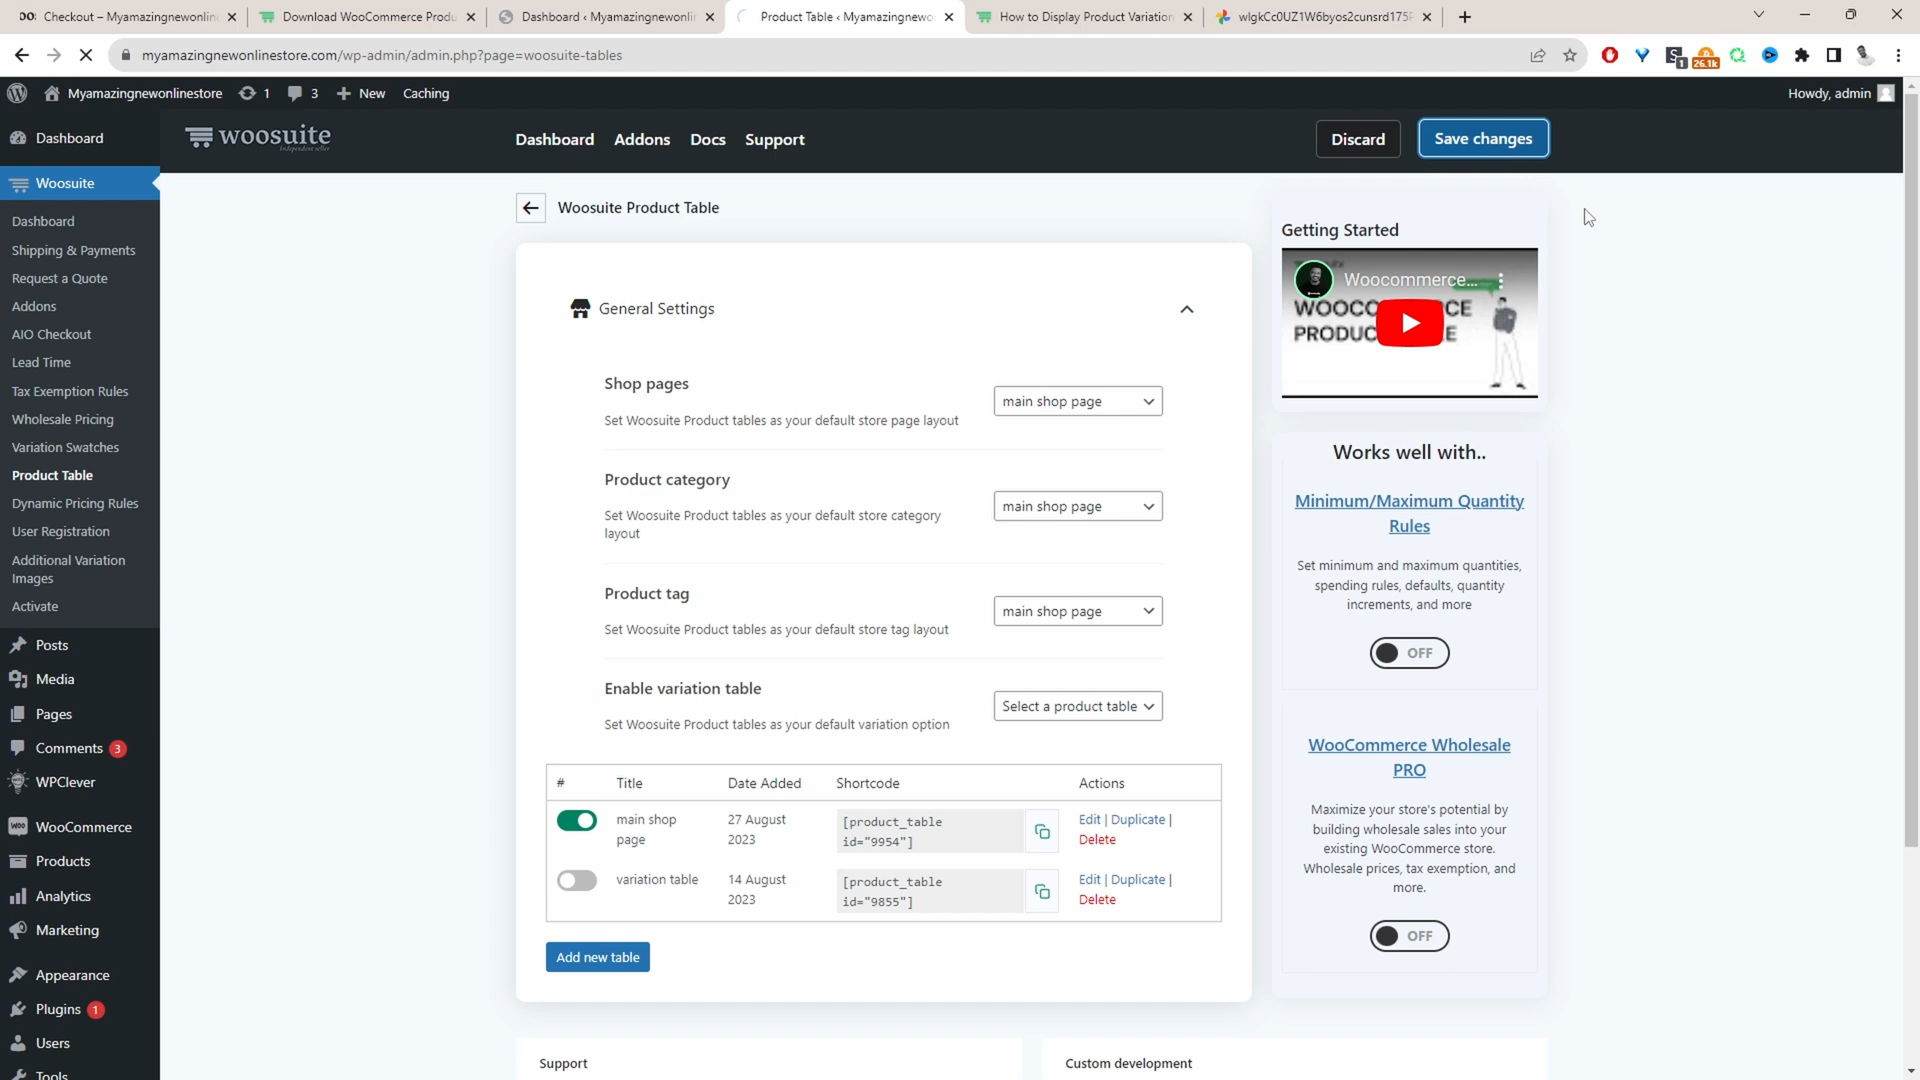 Checkout – Myamazingnewonlin
Download WooCommerce Produ
Dashboard ‹ Myamazingnewonli
Product Table ‹ Myamazingnewo
How to Display Product Variation
wIgkCc0UZ1W6byos2cunsrd175F
myamazingnewonlinestore.com/wp-admin/admin.php?page=woosuite-tables
1
26.1k
Myamazingnewonlinestore
1
3
New
Caching
Howdy, admin
woosuite
Dashboard
Addons
Docs
Support
Discard
Save changes
Dashboard
Woosuite
Dashboard
Shipping & Payments
Request a Quote
Addons
AIO Checkout
Lead Time
Tax Exemption Rules
Wholesale Pricing
Variation Swatches
Product Table
Dynamic Pricing Rules
User Registration
Additional Variation
Images
Activate
Posts
Media
Pages
Comments 3
WPClever
WooCommerce
Products
Analytics
Marketing
Appearance
Plugins 1
Users
Tools
Woosuite Product Table
General Settings
Shop pages
Set Woosuite Product tables as your default store page layout
main shop page
Product category
Set Woosuite Product tables as your default store category
layout
main shop page
Product tag
Set Woosuite Product tables as your default store tag layout
main shop page
Enable variation table
Set Woosuite Product tables as your default variation option
Select a product table
# Title Date Added Shortcode Actions
main shop
page
27 August
2023
[product_table
id="9954"]
Edit | Duplicate |
Delete
variation table
14 August
2023
[product_table
id="9855"]
Edit | Duplicate |
Delete
Add new table
Support
Custom development
Getting Started
Woocommerce...
Works well with..
Minimum/Maximum Quantity
Rules
Set minimum and maximum quantities,
spending rules, defaults, quantity
increments, and more
OFF
WooCommerce Wholesale
PRO
Maximize your store's potential by
building wholesale sales into your
existing WooCommerce store.
Wholesale prices, tax exemption, and
more.
OFF